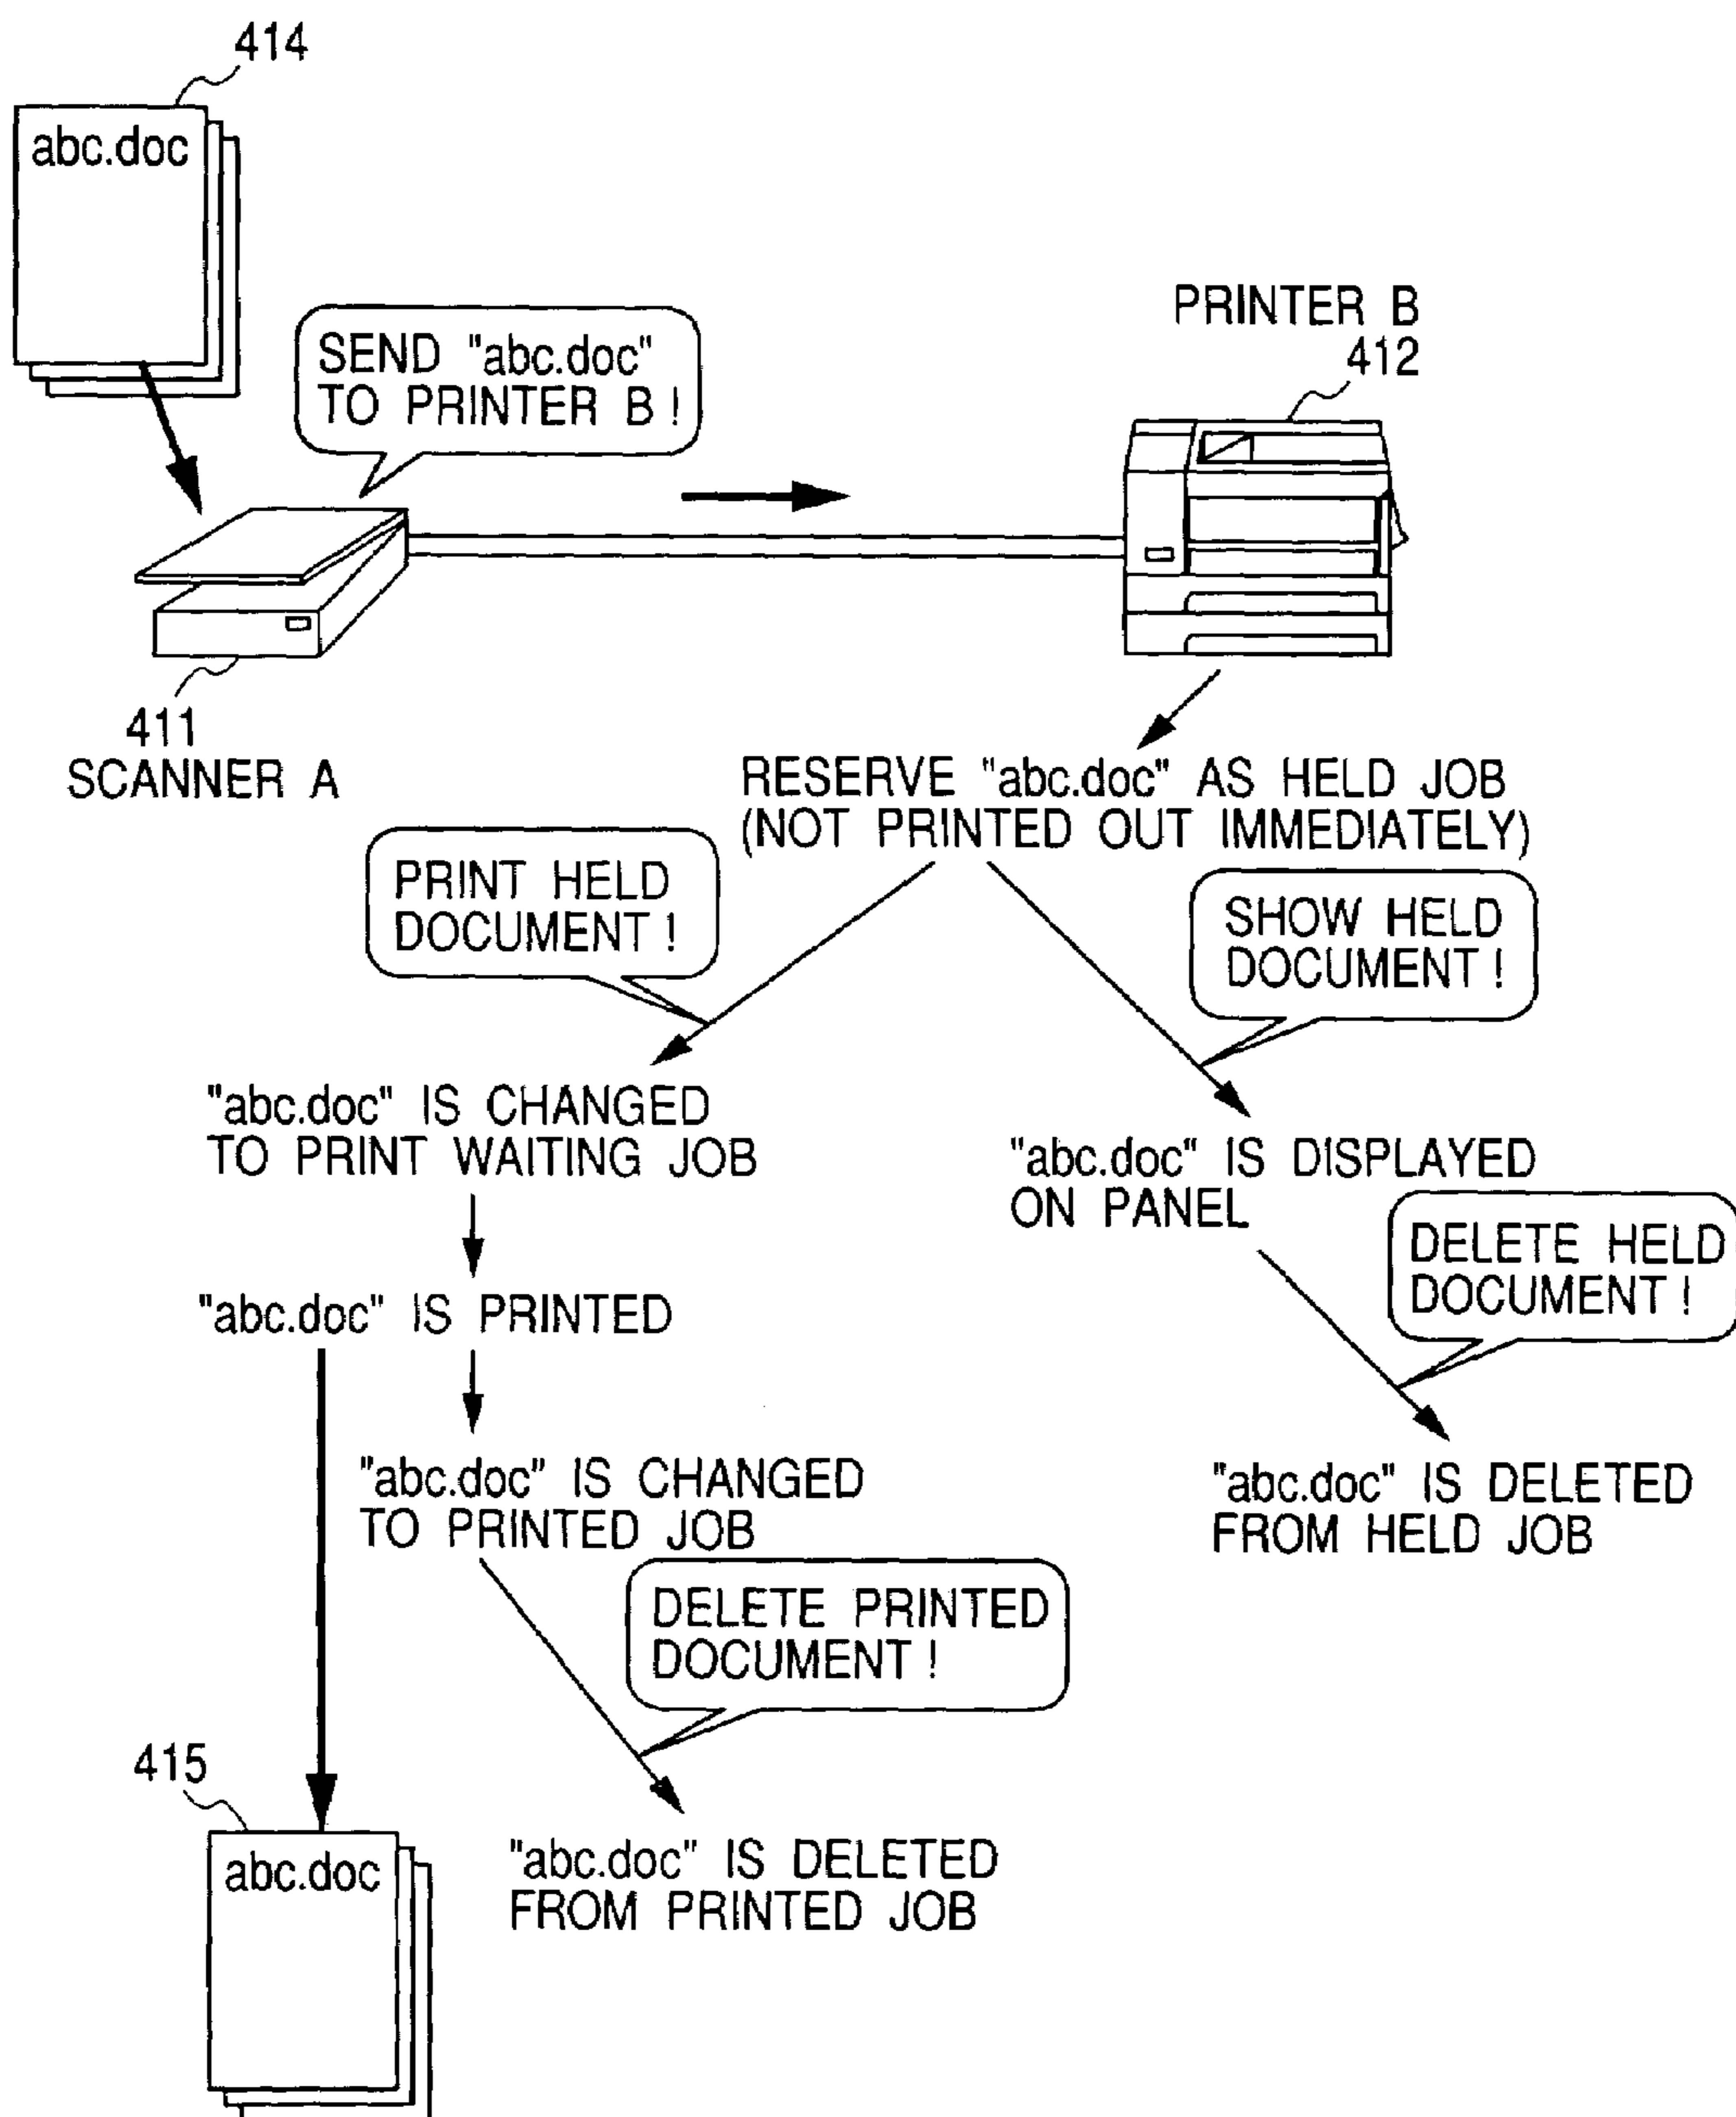 414
abc.doc
SEND "abc.doc"
TO PRINTER B !
PRINTER B
412
411
SCANNER A
RESERVE "abc.doc" AS HELD JOB
(NOT PRINTED OUT IMMEDIATELY)
PRINT HELD
DOCUMENT !
SHOW HELD
DOCUMENT !
"abc.doc" IS CHANGED
TO PRINT WAITING JOB
"abc.doc" IS DISPLAYED
ON PANEL
DELETE HELD
DOCUMENT !
"abc.doc" IS PRINTED
"abc.doc" IS CHANGED
TO PRINTED JOB
"abc.doc" IS DELETED
FROM HELD JOB
DELETE PRINTED
DOCUMENT !
415
abc.doc
"abc.doc" IS DELETED
FROM PRINTED JOB